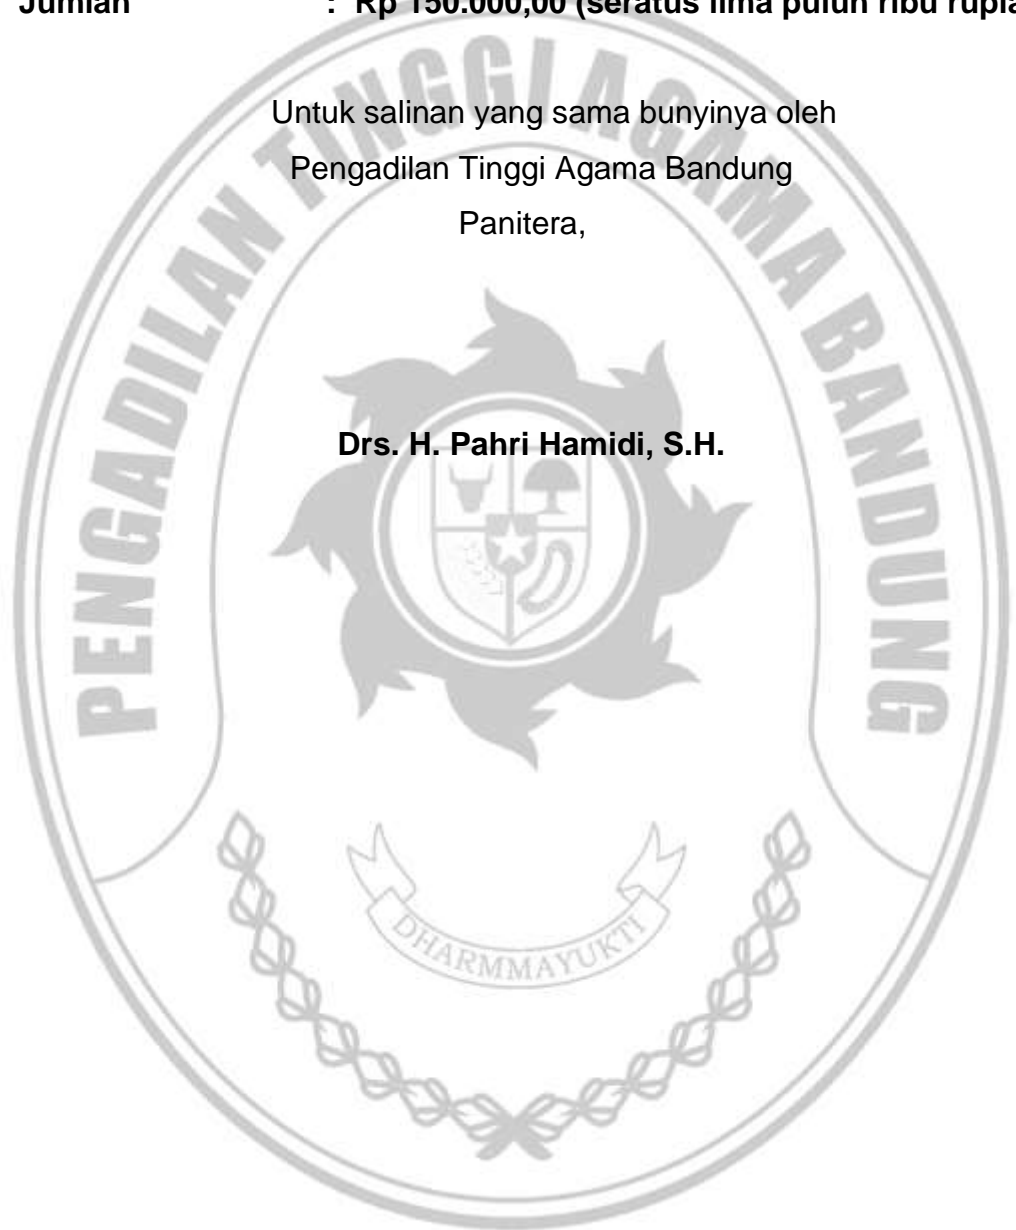 Jumlah : Rp 150.000,00 (seratus lima puluh ribu
Untuk salinan yang sama bunyinya oleh
Pengadilan Tinggi Agama Bandung
Panitera,
Drs. H. Pahri Hamidi, S.H.
PENGADILAN TINGGI AGAMA BANDUNG
DHARMMAYUKTI